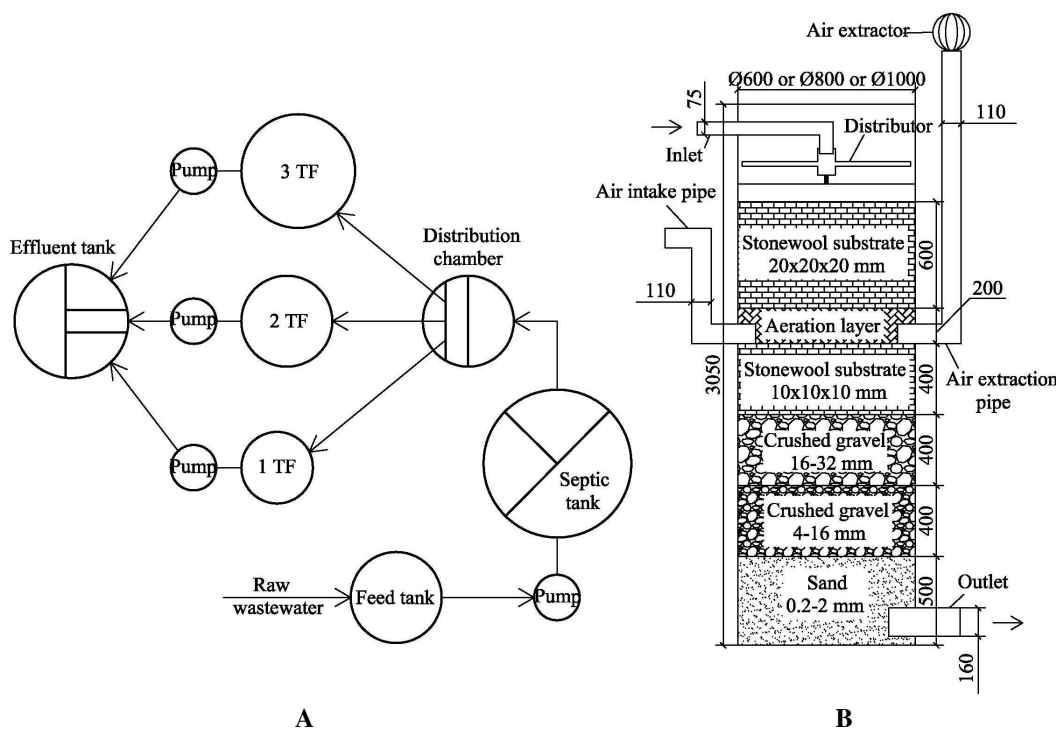 Pump
3 TF
Effluent tank
Distribution
chamber
Pump
2 TF
Pump
1 TF
Septic
tank
Raw
wastewater
Feed tank
Pump
A
Air extractor
Ø600 or Ø800 or Ø1000
75
110
Distributor
Inlet
Air intake pipe
Stonewool substrate
20x20x20 mm
600
200
110
Aeration layer
3050
Stonewool substrate
10x10x10 mm
400
Air extraction
pipe
Crushed gravel
16-32 mm
400
Crushed gravel
4-16 mm
400
Sand
0.2-2 mm
500
Outlet
160
B